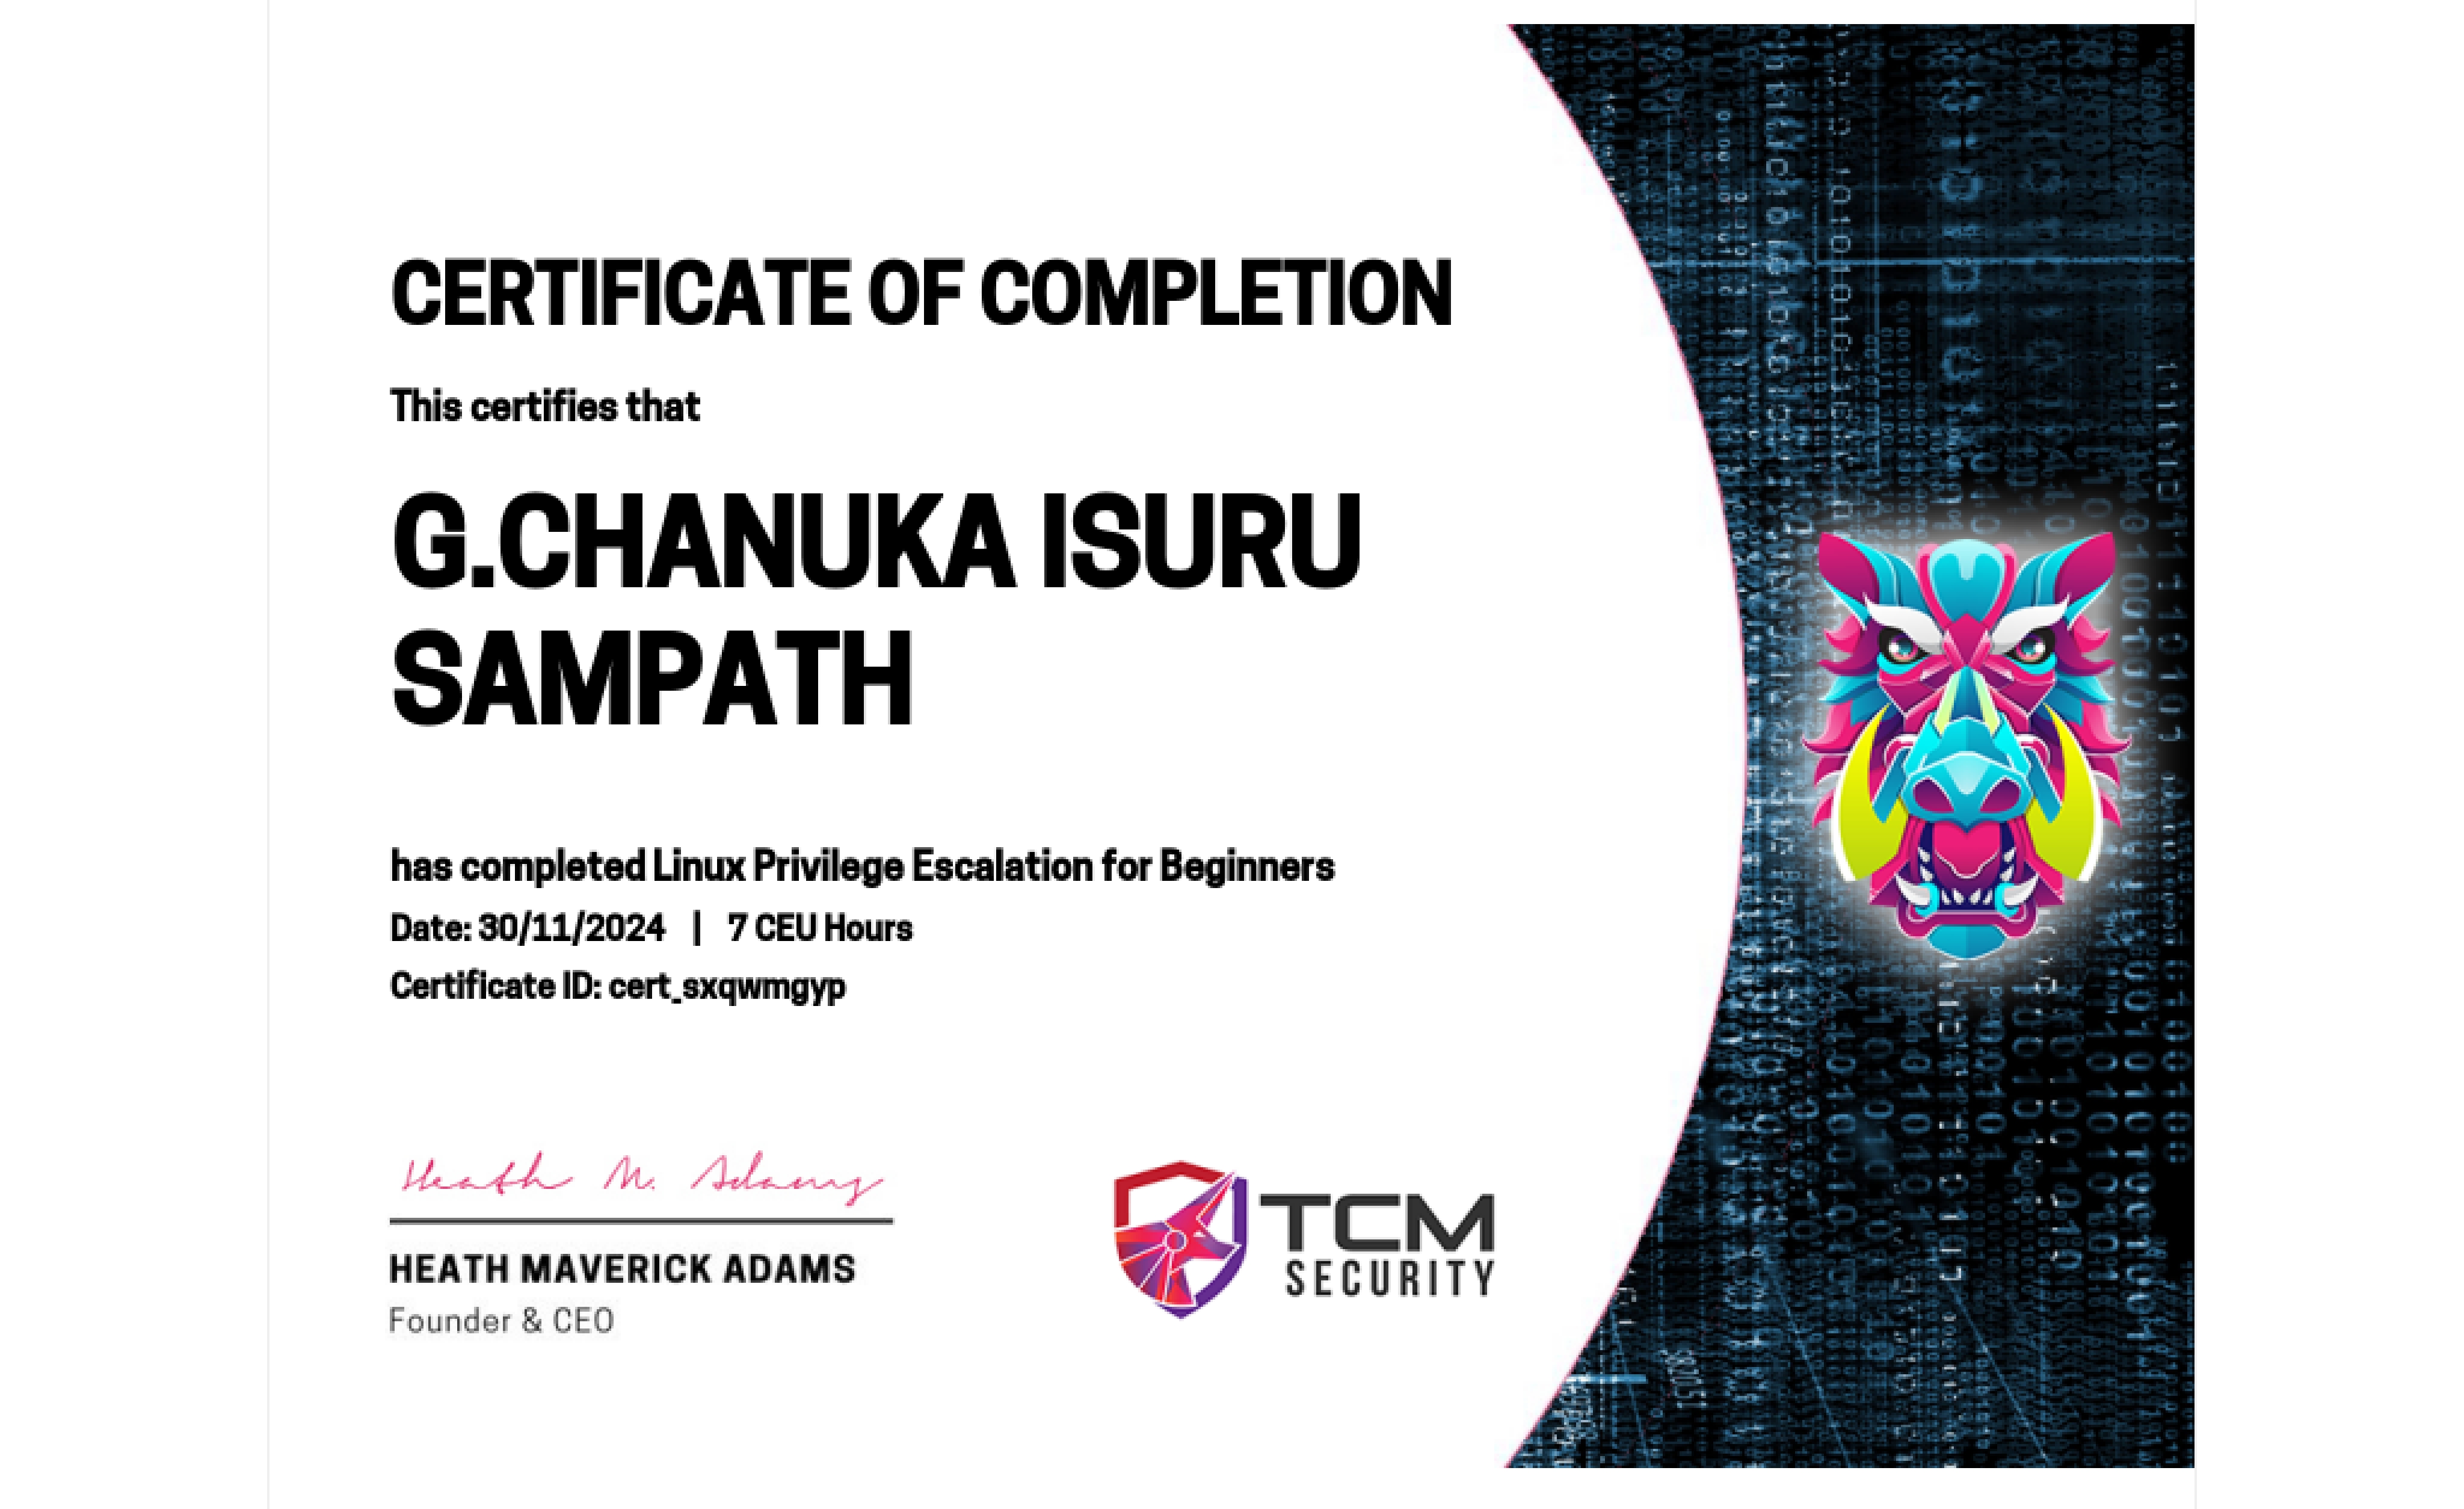 CERTIFICATE OF COMPLETION
This certifies that
G.CHANUKA ISURU
SAMPATH
has completed Linux Privilege Escalation for Beginners
Date: 30/11/2024 | 7 CEU Hours
Certificate ID: cert_sxqwmgyp
Heath M. Adams
HEATH MAVERICK ADAMS
Founder & CEO
TCM
SECURITY